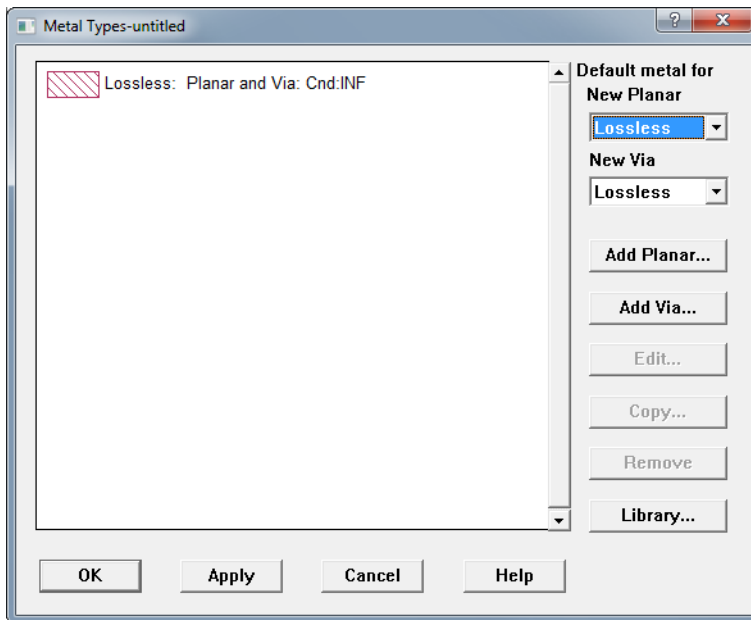 Metal Types-untitled
Lossless: Planar and Via: Cnd:INF
Default metal for
New Planar
Lossless
New Via
Lossless
Add Planar...
Add Via...
Edit...
Copy...
Remove
Library...
OK
Apply
Cancel
Help